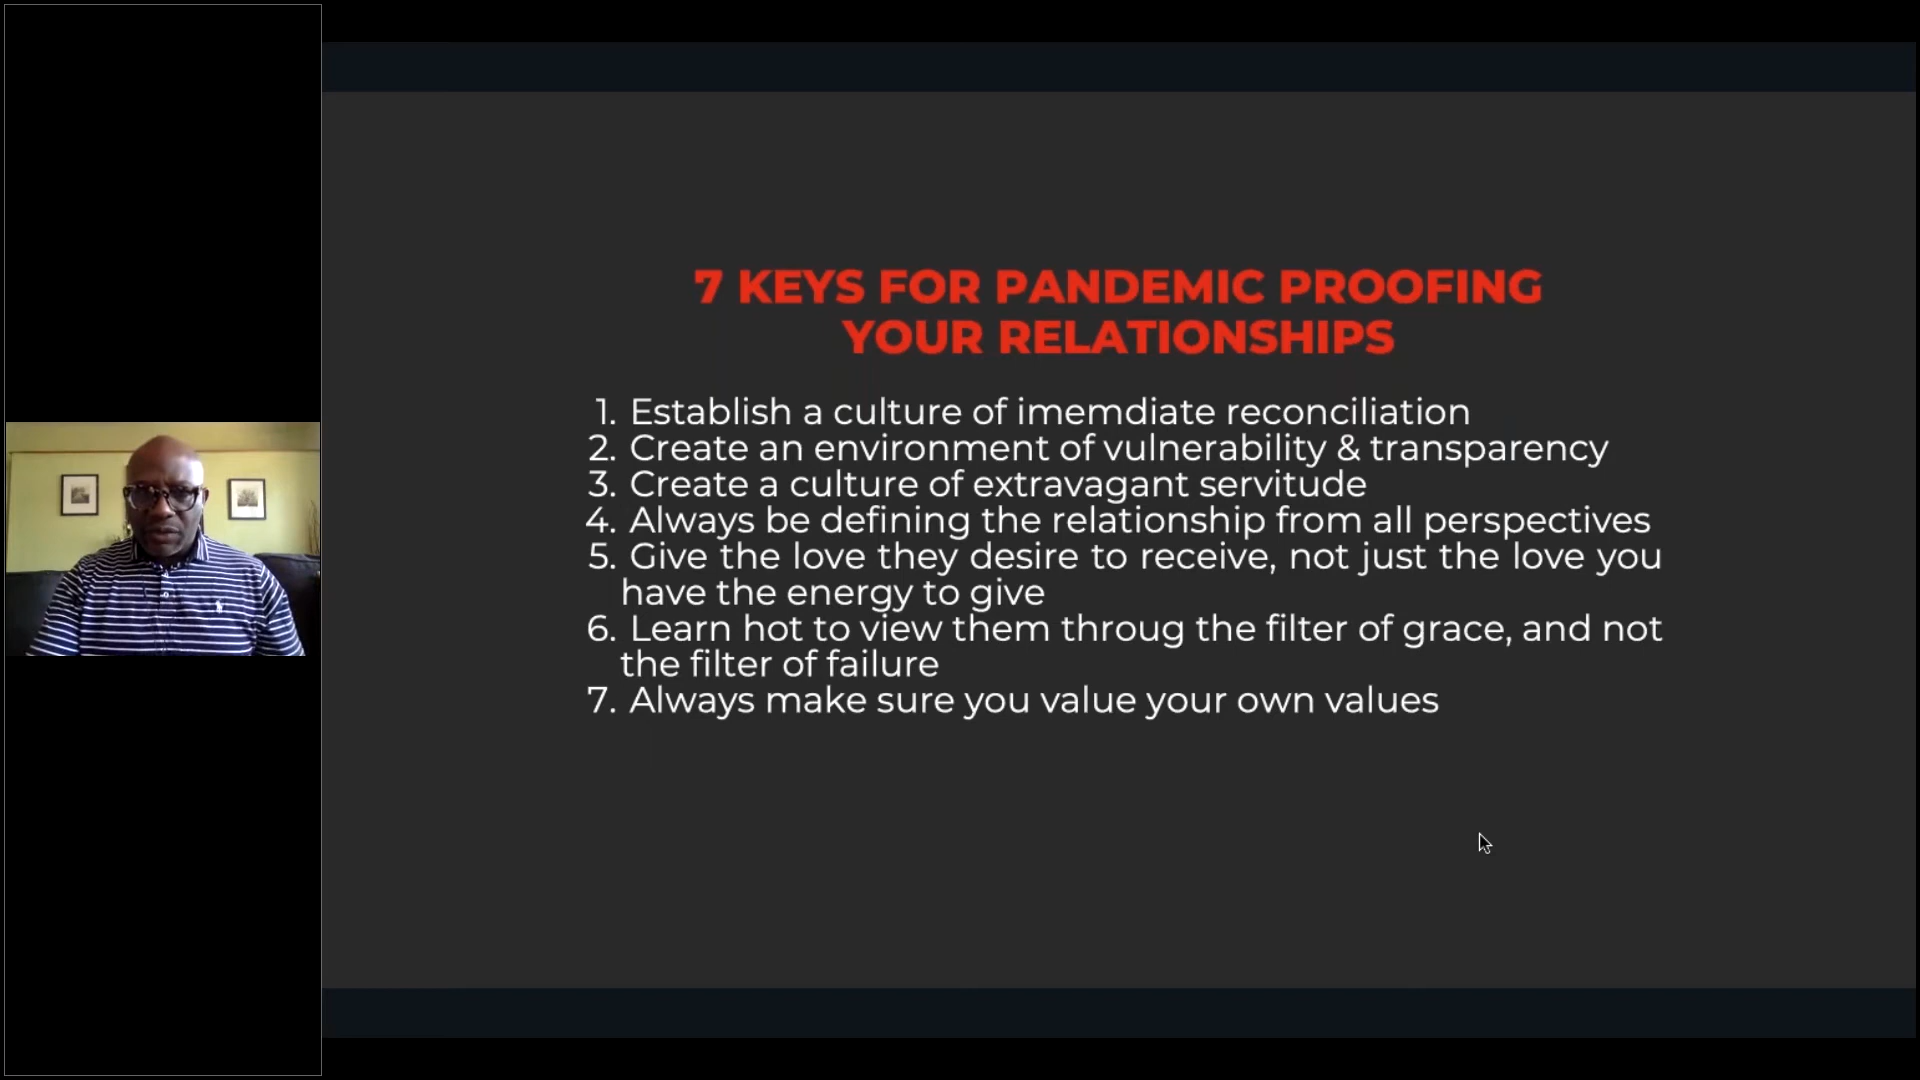 7 KEYS FOR PANDEMIC PROOFING
YOUR RELATIONSHIPS
1. Establish a culture of imemdiate reconciliation
2. Create an environment of vulnerability & transparency
3. Create a culture of extravagant servitude
4. Always be defining the relationship from all perspectives
5. Give the love they desire to receive, not just the love you
have the energy to give
6. Learn hot to view them throug the filter of grace, and not
the filter of failure
7. Always make sure you value your own values